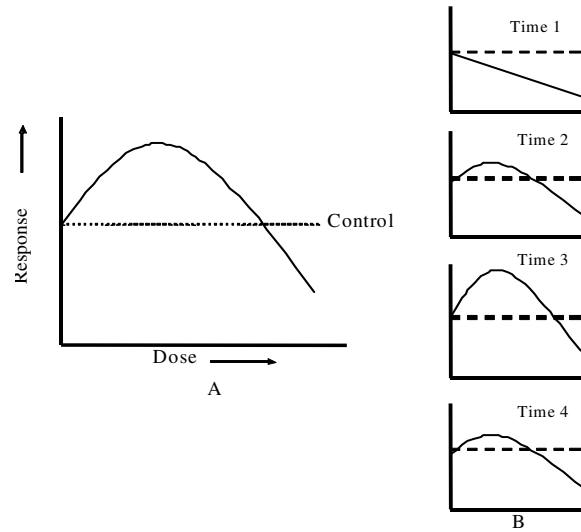 Response
Control
Dose
A
Time 1
Time 2
Time 3
Time 4
B